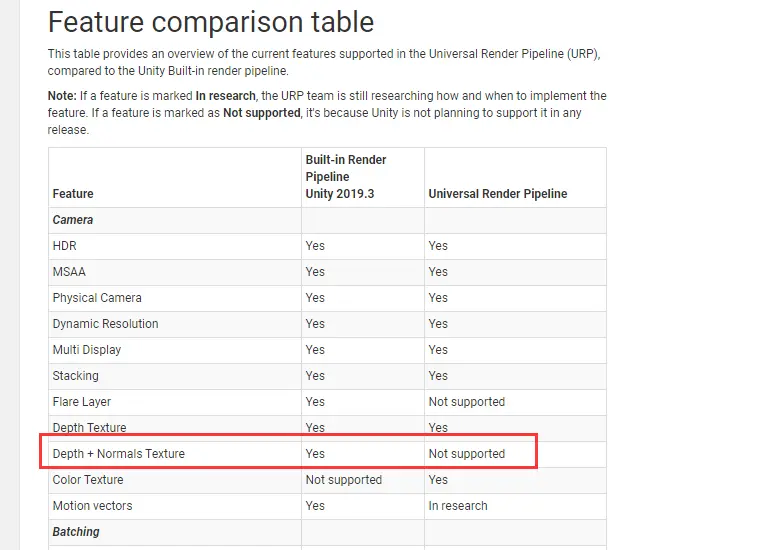 Feature comparison table
This table provides an overview of the current features supported in the Universal Render Pipeline (URP),
compared to the Unity Built-in render pipeline.
Note: If a feature is marked In research, the URP team is still researching how and when to implement the
feature. If a feature is marked as Not supported, it's because Unity is not planning to support it in any
release.
Feature Built-in Render Pipeline Unity 2019.3 Universal Render Pipeline
Camera
HDR Yes Yes
MSAA Yes Yes
Physical Camera Yes Yes
Dynamic Resolution Yes Yes
Multi Display Yes Yes
Stacking Yes Yes
Flare Layer Yes Not supported
Depth Texture Yes Yes
Depth + Normals Texture Yes Not supported
Color Texture Not supported Yes
Motion vectors Yes In research
Batching